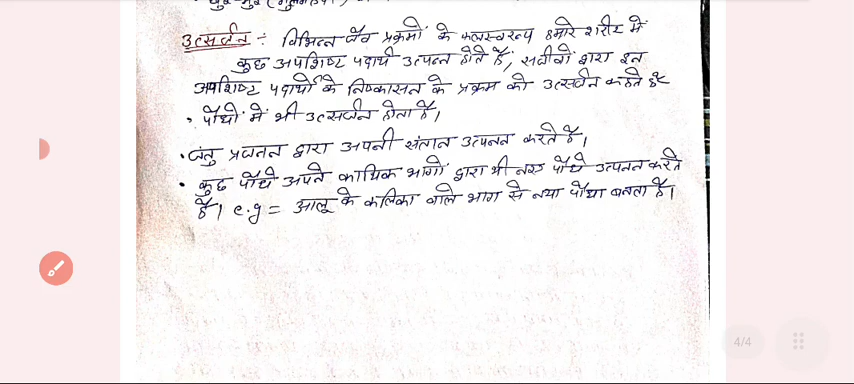 उत्सर्जन :- विभिन्न जैव प्रक्रमों के फलस्वरूप हमारे शरीर में
कुछ अपशिष्ट पदार्थ उत्पन्न होते हैं, सजीवों द्वारा इन
अपशिष्ट पदार्थों के निष्कासन के प्रक्रम को उत्सर्जन कहते हैं
• पौधों में भी उत्सर्जन होता है।
• जंतु प्रजनन द्वारा अपनी संतान उत्पन्न करते है।
• कुछ पौधे अपने कायिक भागों द्वारा भी नए पौधे उत्पन्न करते
है। e.g = आलू के कलिका वाले भाग से नया पौधा बनता है।
4/4